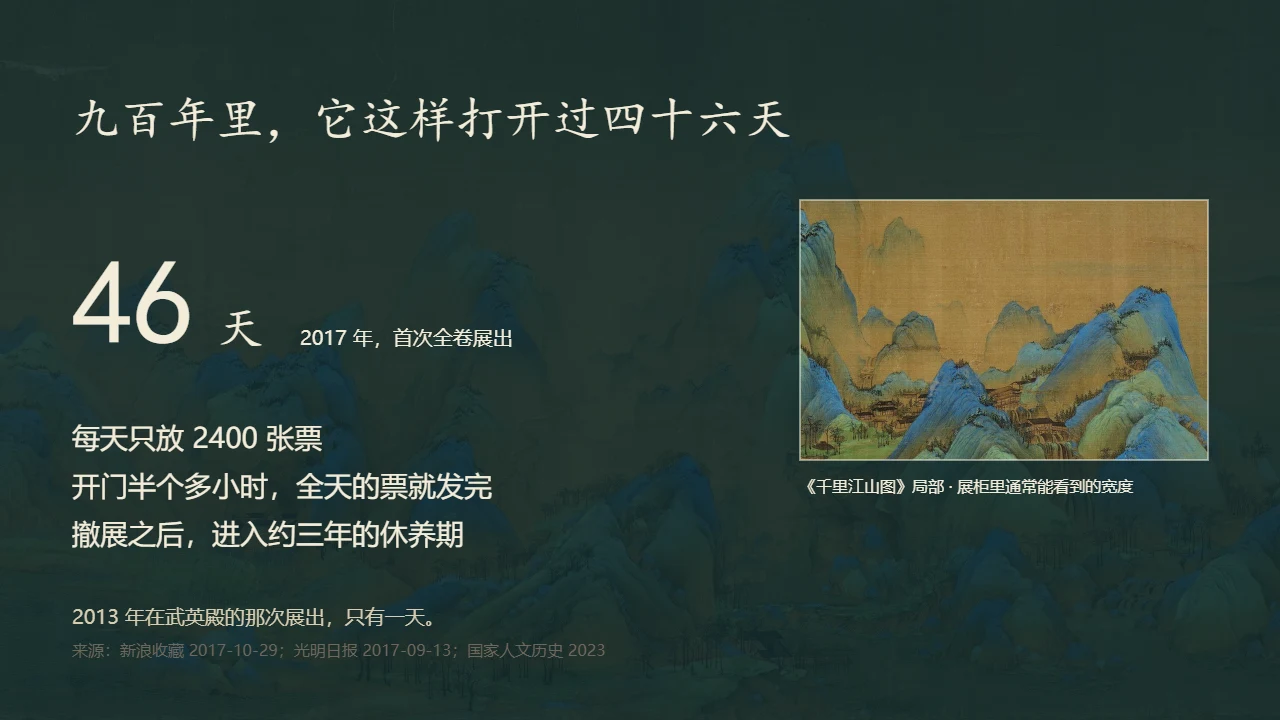 九百年里，它这样打开过四十六天
46 天 2017 年，首次全卷展出
每天只放 2400 张票
开门半个多小时，全天的票就发完
撤展之后，进入约三年的休养期
《千里江山图》局部 · 展柜里通常能看到的宽度
2013 年在武英殿的那次展出，只有一天。
来源：新浪收藏 2017-10-29；光明日报 2017-09-13；国家人文历史 2023